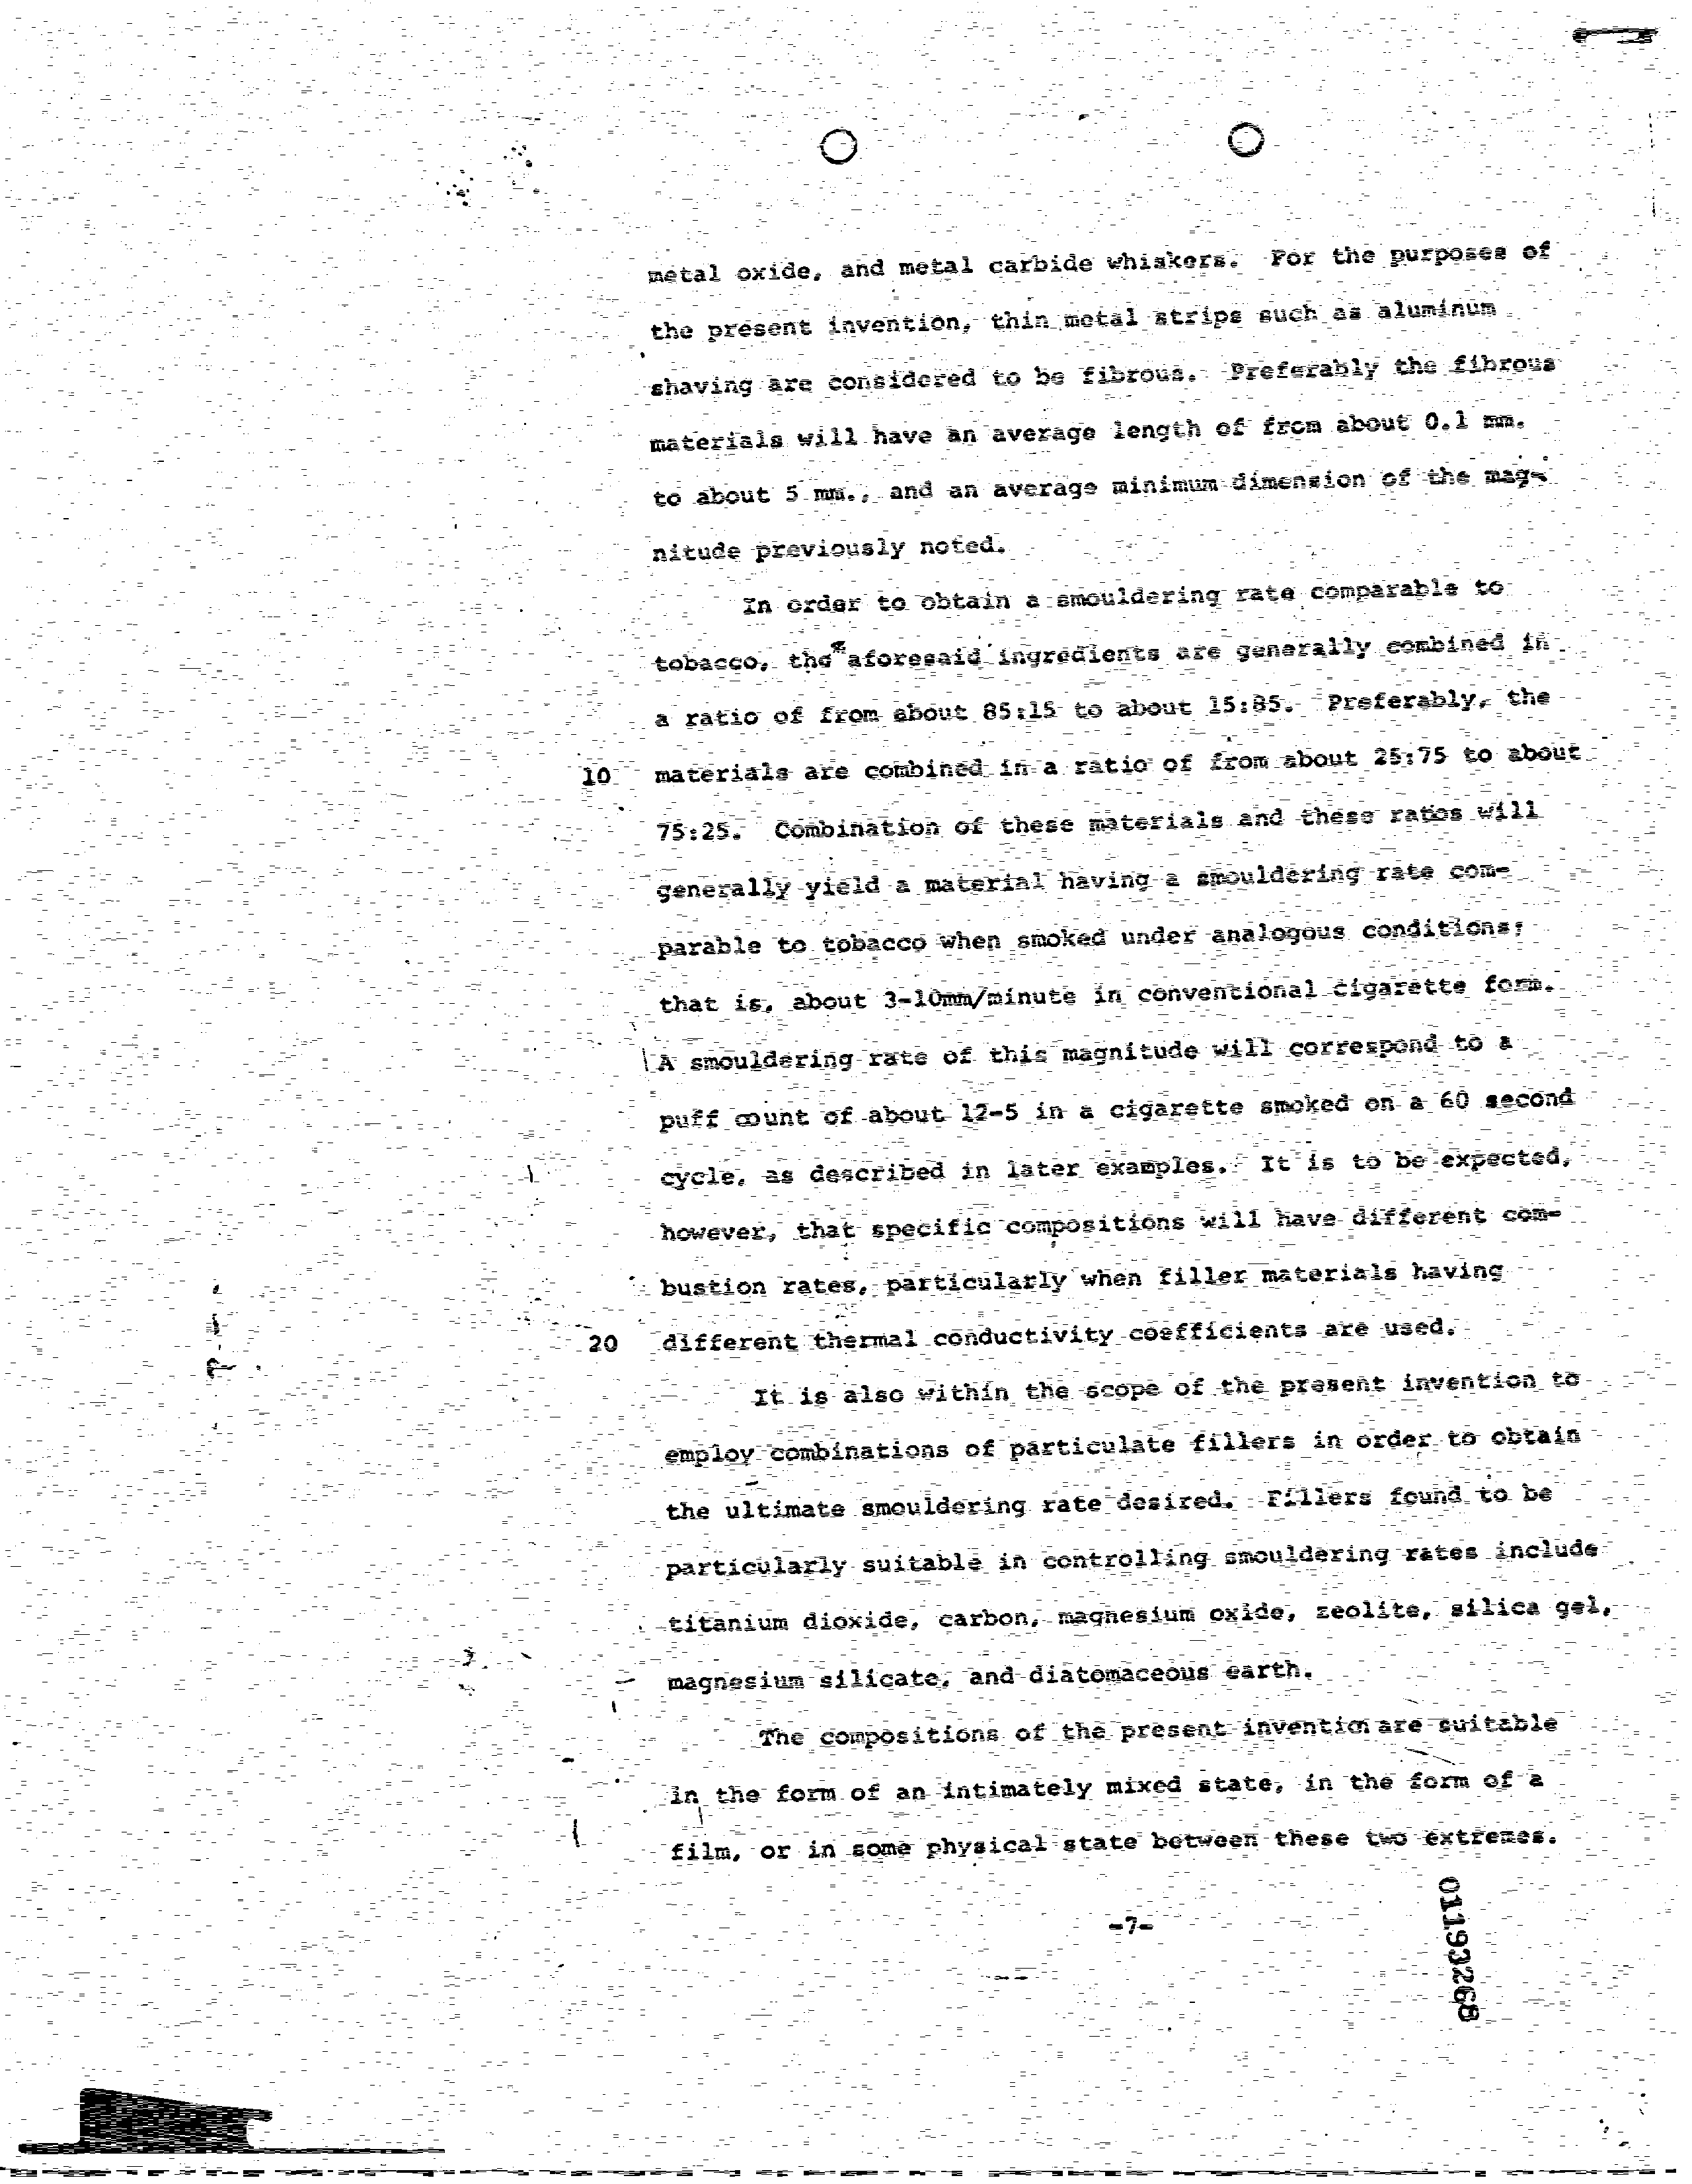 metal oxide, and metal carbide whiskers. For the purposes of
the present invention, thin metal strips such as aluminum
shaving are considered to be fibrous. Preferably the fibrous
materials will have an average length of from about 0.1 mm.
to about 5 mm., and an average minimum dimension of the mag-
nitude previously noted.
In order to obtain a smouldering rate comparable to
tobacco, the aforesaid ingredients are generally combined in
a ratio of from about 85:15 to about 15:85. Preferably, the
10 materials are combined in a ratio of from about 25:75 to about
75:25. Combination of these materials and these ratios will
generally yield a material having a smouldering rate com-
parable to tobacco when smoked under analogous conditions;
that is, about 3-10mm/minute in conventional cigarette form.
A smouldering rate of this magnitude will correspond to a
puff count of about 12-5 in a cigarette smoked on a 60 second
cycle, as described in later examples. It is to be expected,
however, that specific compositions will have different com-
bustion rates, particularly when filler materials having
20 different thermal conductivity coefficients are used.
It is also within the scope of the present invention to
employ combinations of particulate fillers in order to obtain
the ultimate smouldering rate desired. Fillers found to be
particularly suitable in controlling smouldering rates include
titanium dioxide, carbon, magnesium oxide, zeolite, silica gel,
magnesium silicate, and diatomaceous earth.
The compositions of the present invention are suitable
in the form of an intimately mixed state, in the form of a
film, or in some physical state between these two extremes.
-7-
01193268